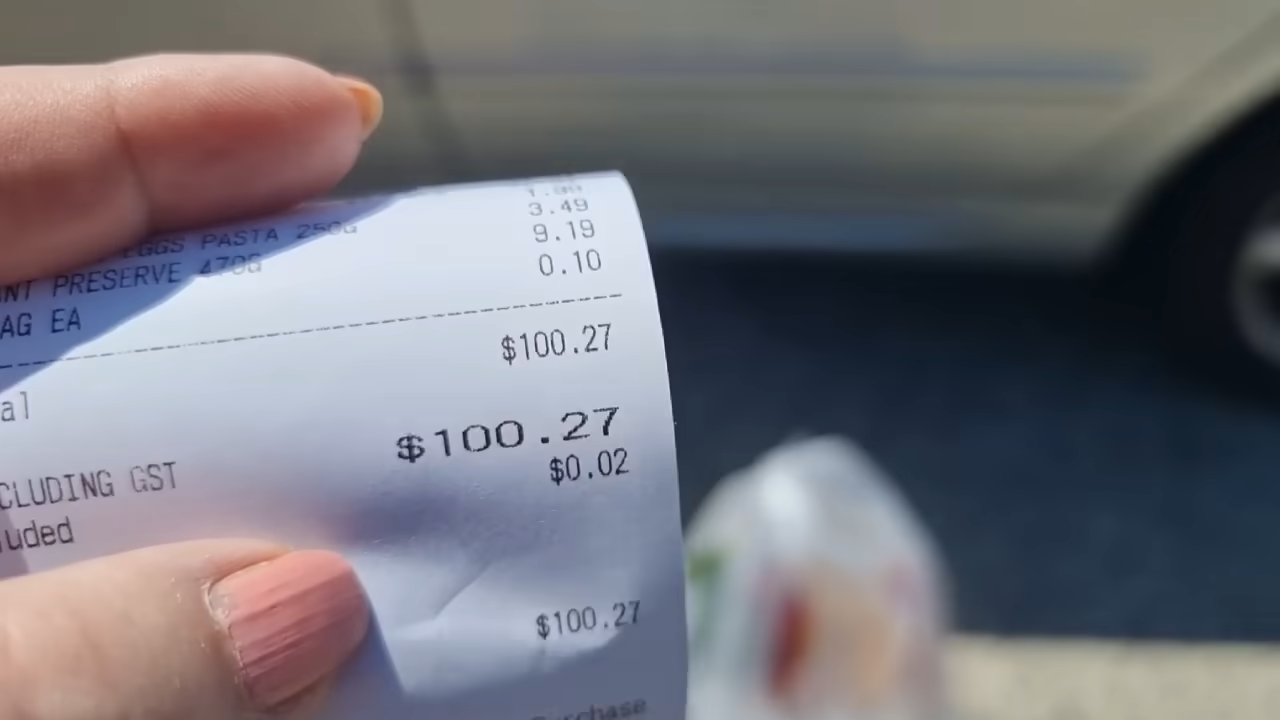 3.49
EGGS PASTA 250G 9.19
NT PRESERVE 470G 0.10
AG EA
$100.27
al
$100.27
CLUDING GST $0.02
uded
$100.27
Purchase